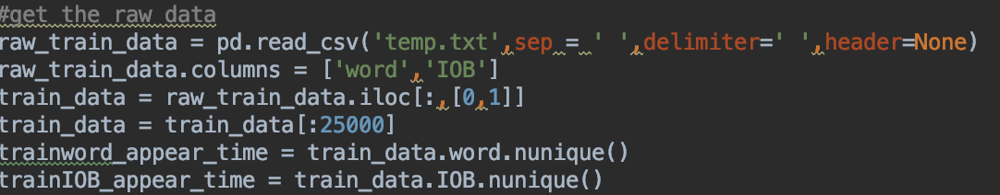 #get the raw data
raw_train_data = pd.read_csv('temp.txt',sep = ' ',delimiter=' ',header=None)
raw_train_data.columns = ['word','IOB']
train_data = raw_train_data.iloc[:,[0,1]]
train_data = train_data[:25000]
trainword_appear_time = train_data.word.nunique()
trainIOB_appear_time = train_data.IOB.nunique()